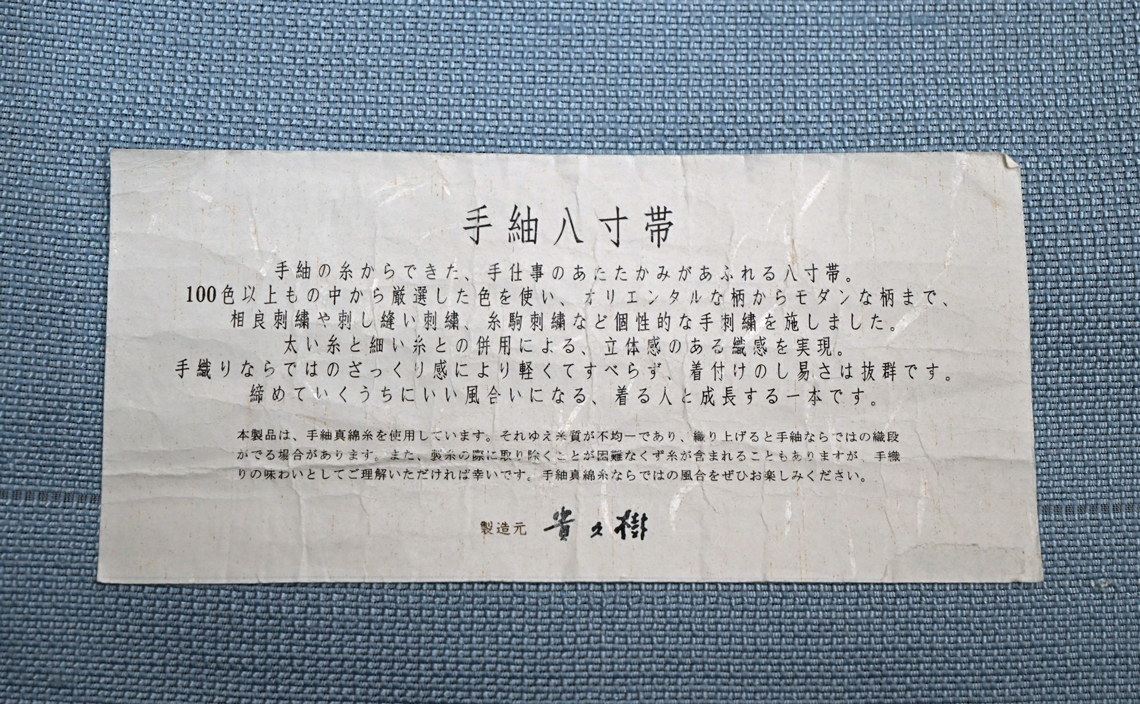 手紬八寸帯
手紬の糸からできた、手仕事のあたたかみがあふれる八寸帯。
100色以上もの中から厳選した色を使い、オリエンタルな柄からモダンな柄まで、
相良刺繍や刺し縫い刺繍、糸駒刺繍など個性的な手刺繍を施しました。
太い糸と細い糸との併用による、立体感のある織感を実現。
手織りならではのざっくり感により軽くてすべらず、着付けのし易さは抜群です。
締めていくうちにいい風合いになる、着る人と成長する一本です。
本製品は、手紬真綿糸を使用しています。それゆえ糸質が不均一であり、織り上げると手紬ならではの織段
がでる場合があります。また、製糸の際に取り除くことが困難なくず糸が含まれることもありますが、手織
りの味わいとしてご理解いただければ幸いです。手紬真綿糸ならではの風合をぜひお楽しみください。
製造元 貴久樹